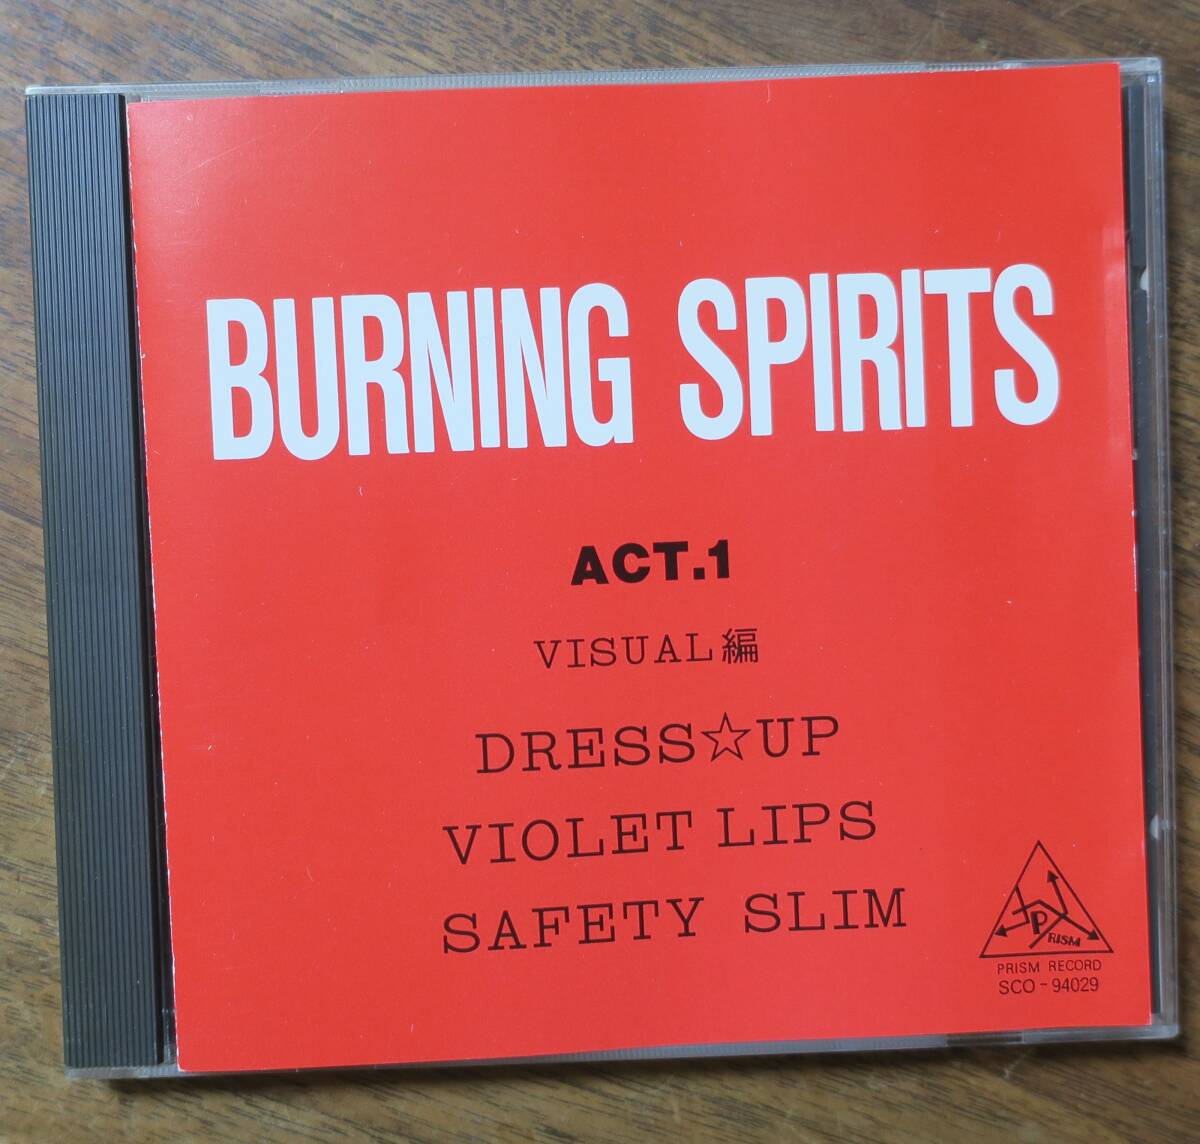 BURNING SPIRITS
ACT.1
VISUAL編
DRESS☆UP
VIOLET LIPS
SAFETY SLIM
PRISM
PRISM RECORD
SCO-94029